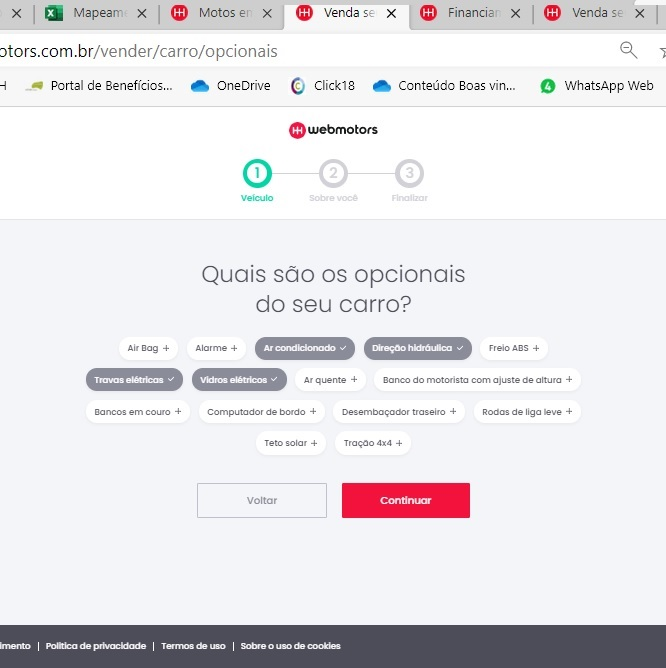 Mapeame
Motos en
Venda se
Financian
Venda se
otors.com.br/vender/carro/opcionais
H Portal de Benefícios... OneDrive Click18 Conteúdo Boas vin... 4 WhatsApp Web
webmotors
1 2 3
Veículo Sobre você Finalizar
Quais são os opcionais
do seu carro?
Air Bag + Alarme + Ar condicionado ✓ Direção hidráulica ✓ Freio ABS +
Travas elétricas ✓ Vidros elétricos ✓ Ar quente + Banco do motorista com ajuste de altura +
Bancos em couro + Computador de bordo + Desembaçador traseiro + Rodas de liga leve +
Teto solar + Tração 4x4 +
Voltar Continuar
imento | Politica de privacidade | Termos de uso | Sobre o uso de cookies